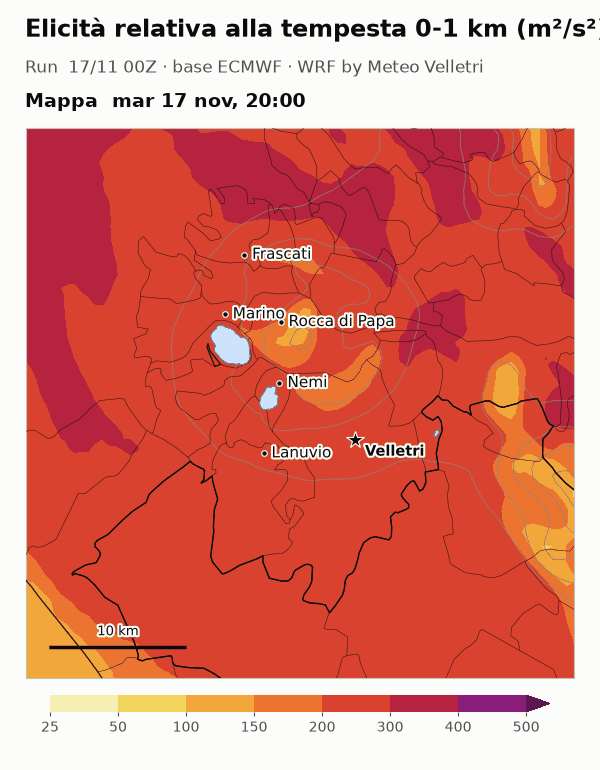 Elicità relativa alla tempesta 0-1 km (m²/s²)
Run 17/11 00Z · base ECMWF · WRF by Meteo Velletri
Mappa mar 17 nov, 20:00
Frascati
Marino
Rocca di Papa
Nemi
Lanuvio
Velletri
10 km
25 50 100 150 200 300 400 500